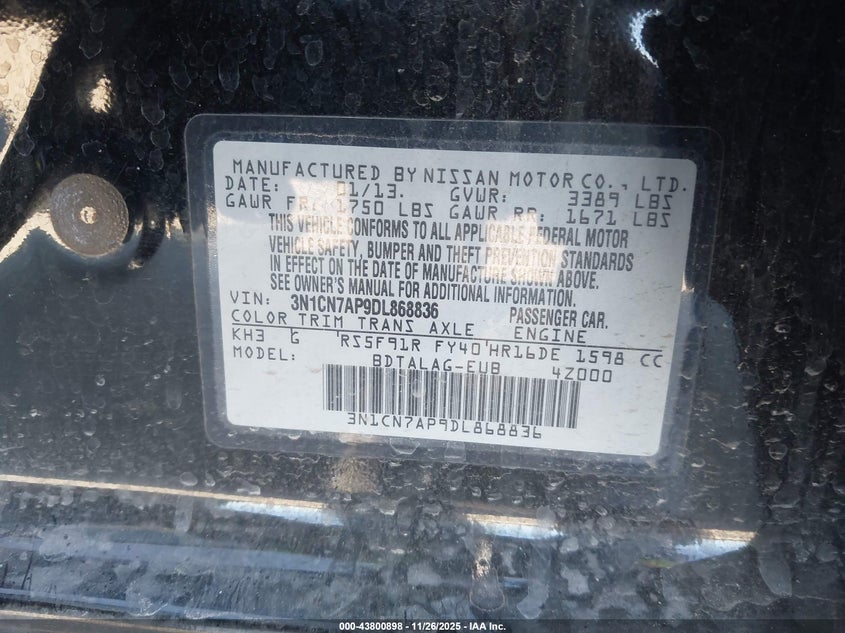 MANUFACTURED BY NISSAN MOTOR CO., LTD.
DATE: 01/13. GVWR: 3389 LBS
GAWR FR: 1750 LBS GAWR RR: 1671 LBS
THIS VEHICLE CONFORMS TO ALL APPLICABLE FEDERAL MOTOR
VEHICLE SAFETY, BUMPER AND THEFT PREVENTION STANDARDS
IN EFFECT ON THE DATE OF MANUFACTURE SHOWN ABOVE.
SEE OWNER'S MANUAL FOR ADDITIONAL INFORMATION.
VIN: 3N1CN7AP9DL868836 PASSENGER CAR.
COLOR TRIM TRANS AXLE ENGINE
KH3 G RS5F91R FY40 HR16DE 1598 CC
MODEL: BDTALAG-EUB 4Z000
3N1CN7AP9DL868836
000-43800898 - 11/26/2025 - IAA Inc.